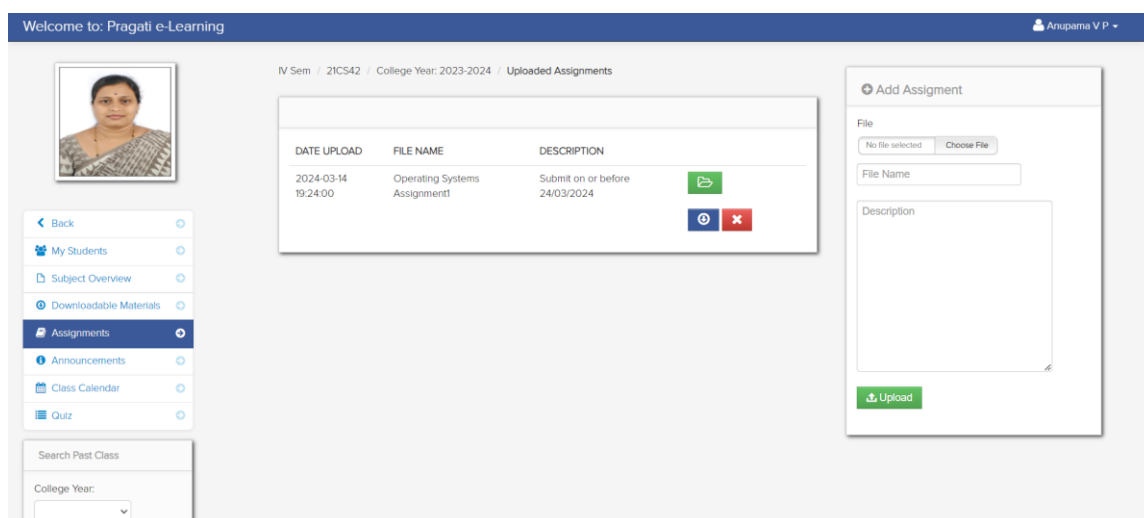 Welcome to: Pragati e-Learning
Anupama V P
IV Sem / 21CS42 / College Year: 2023-2024 / Uploaded Assignments
DATE UPLOAD FILE NAME DESCRIPTION
2024-03-14 Operating Systems Submit on or before
19:24:00 Assignment1 24/03/2024
Back
My Students
Subject Overview
Downloadable Materials
Assignments
Announcements
Class Calendar
Quiz
Search Past Class
College Year:
Add Assigment
File
No file selected Choose File
File Name
Description
Upload